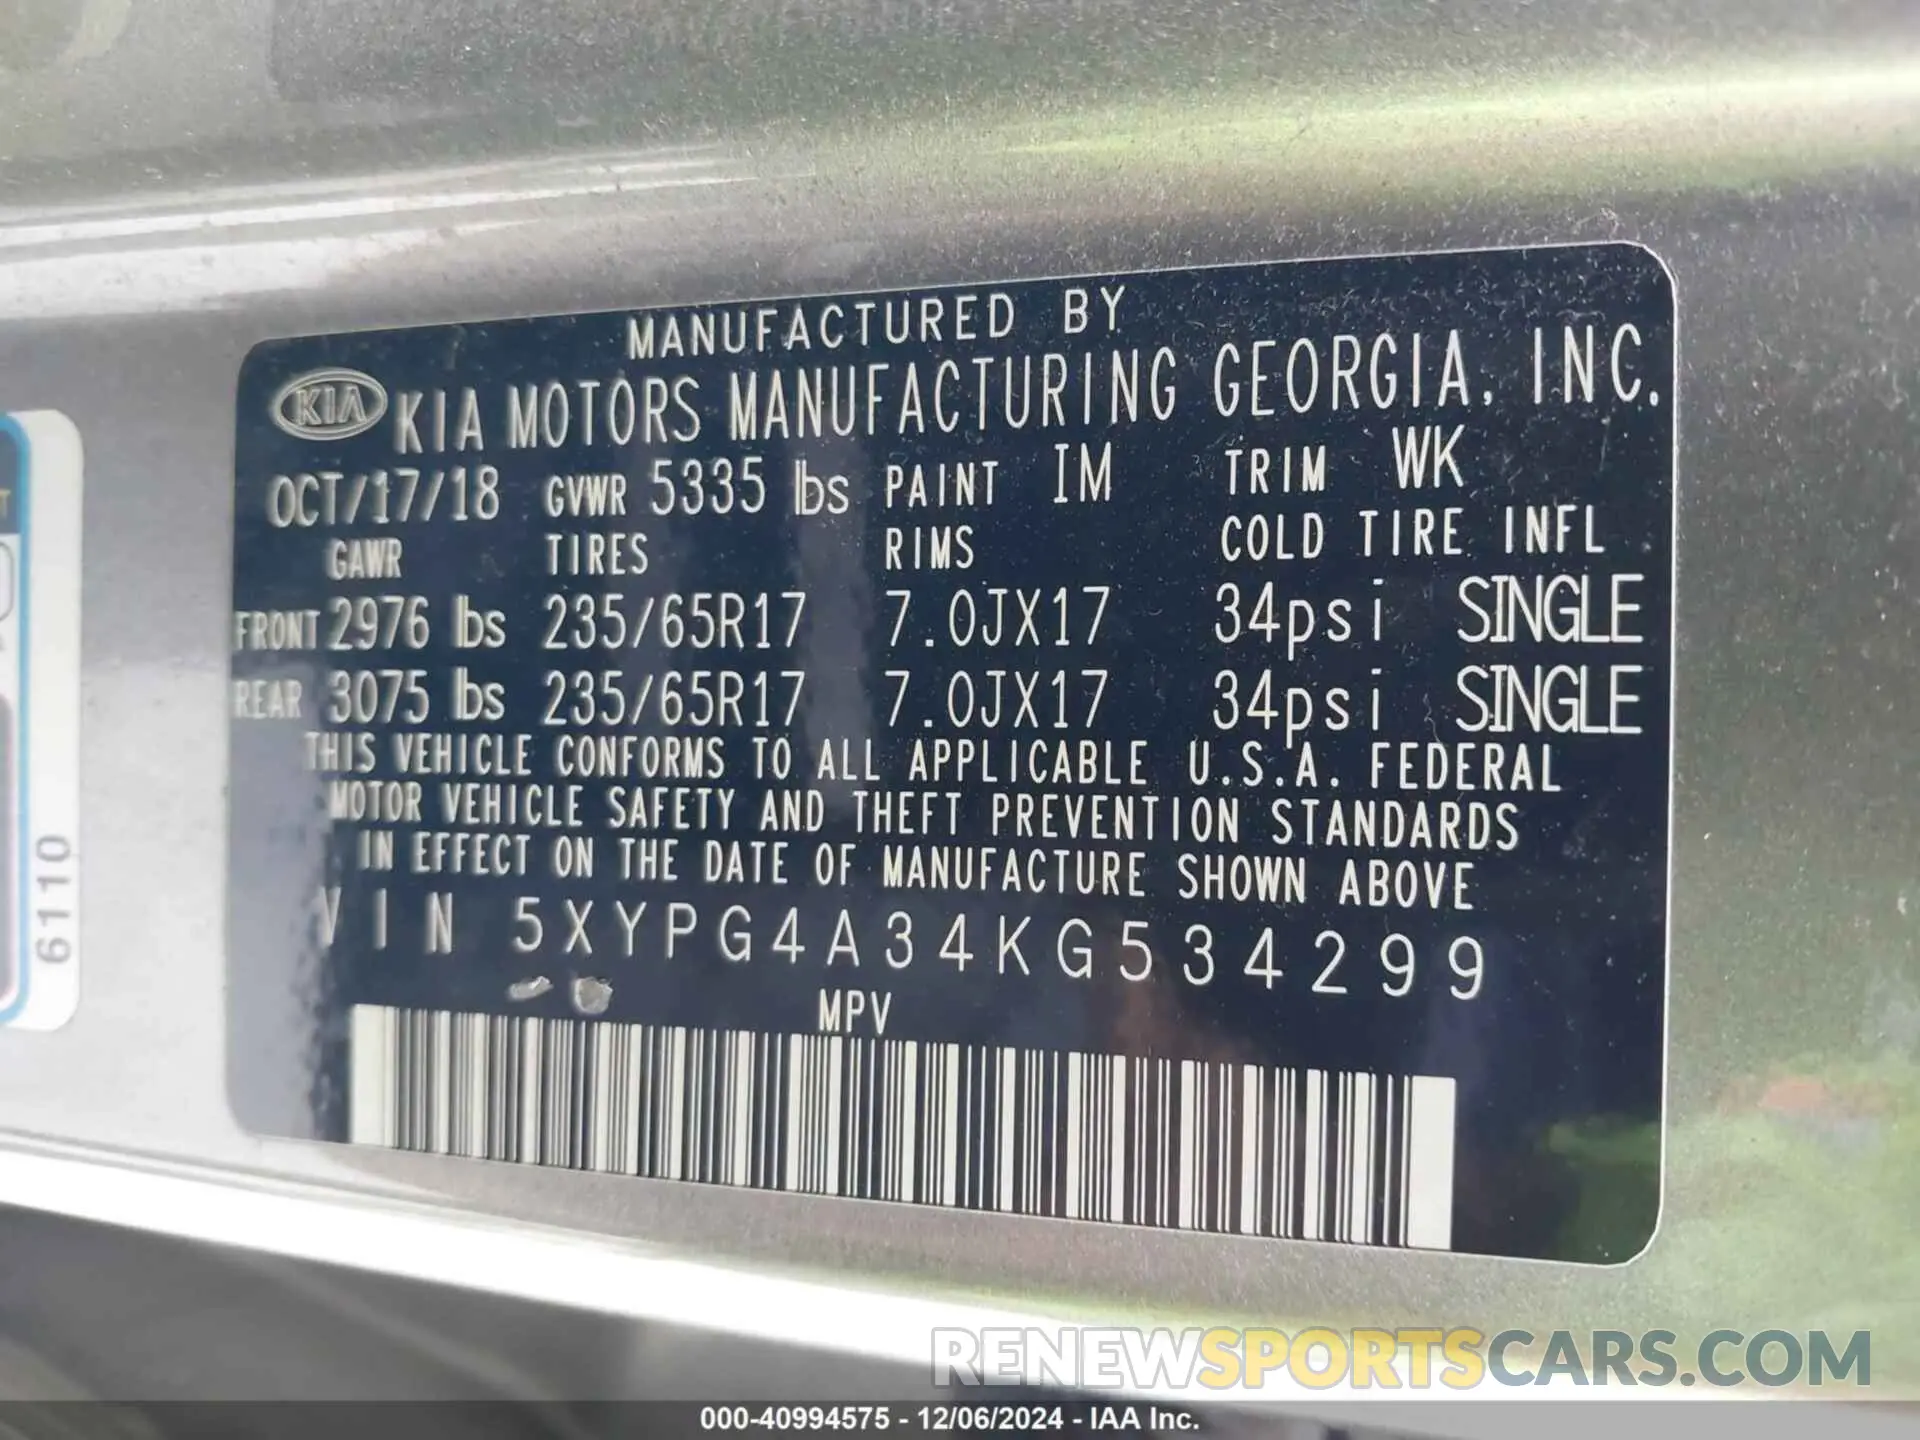 MANUFACTURED BY
KIA KIA MOTORS MANUFACTURING GEORGIA, INC.
OCT/17/18 GVWR 5335 lbs PAINT IM TRIM WK
GAWR TIRES RIMS COLD TIRE INFL
FRONT 2976 lbs 235/65R17 7.0JX17 34psi SINGLE
REAR 3075 lbs 235/65R17 7.0JX17 34psi SINGLE
THIS VEHICLE CONFORMS TO ALL APPLICABLE U.S.A. FEDERAL
MOTOR VEHICLE SAFETY AND THEFT PREVENTION STANDARDS
IN EFFECT ON THE DATE OF MANUFACTURE SHOWN ABOVE
VIN 5XYPG4A34KG534299
MPV
6110
RENEWSPORTSCARS.COM
000-40994575 - 12/06/2024 - IAA Inc.